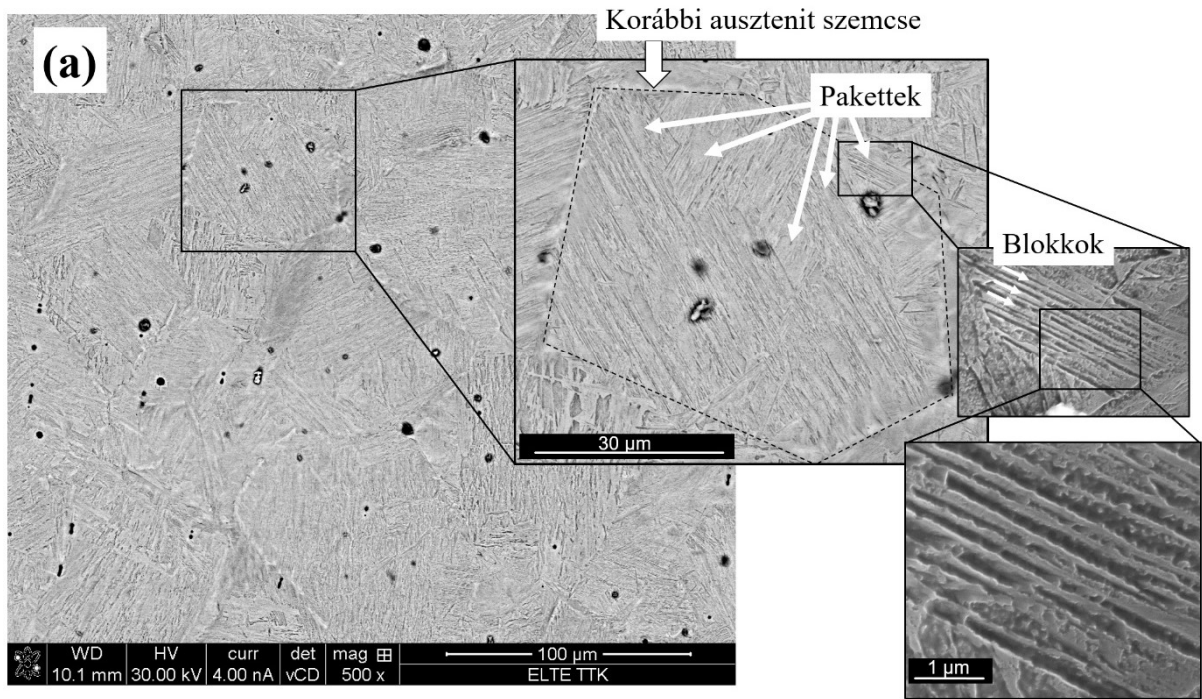 Korábbi ausztenit szemcse
(a)
Pakettek
Blokkok
30 µm
1 µm
WD HV curr det mag ⊞ 100 µm
10.1 mm 30.00 kV 4.00 nA vCD 500 x ELTE TTK